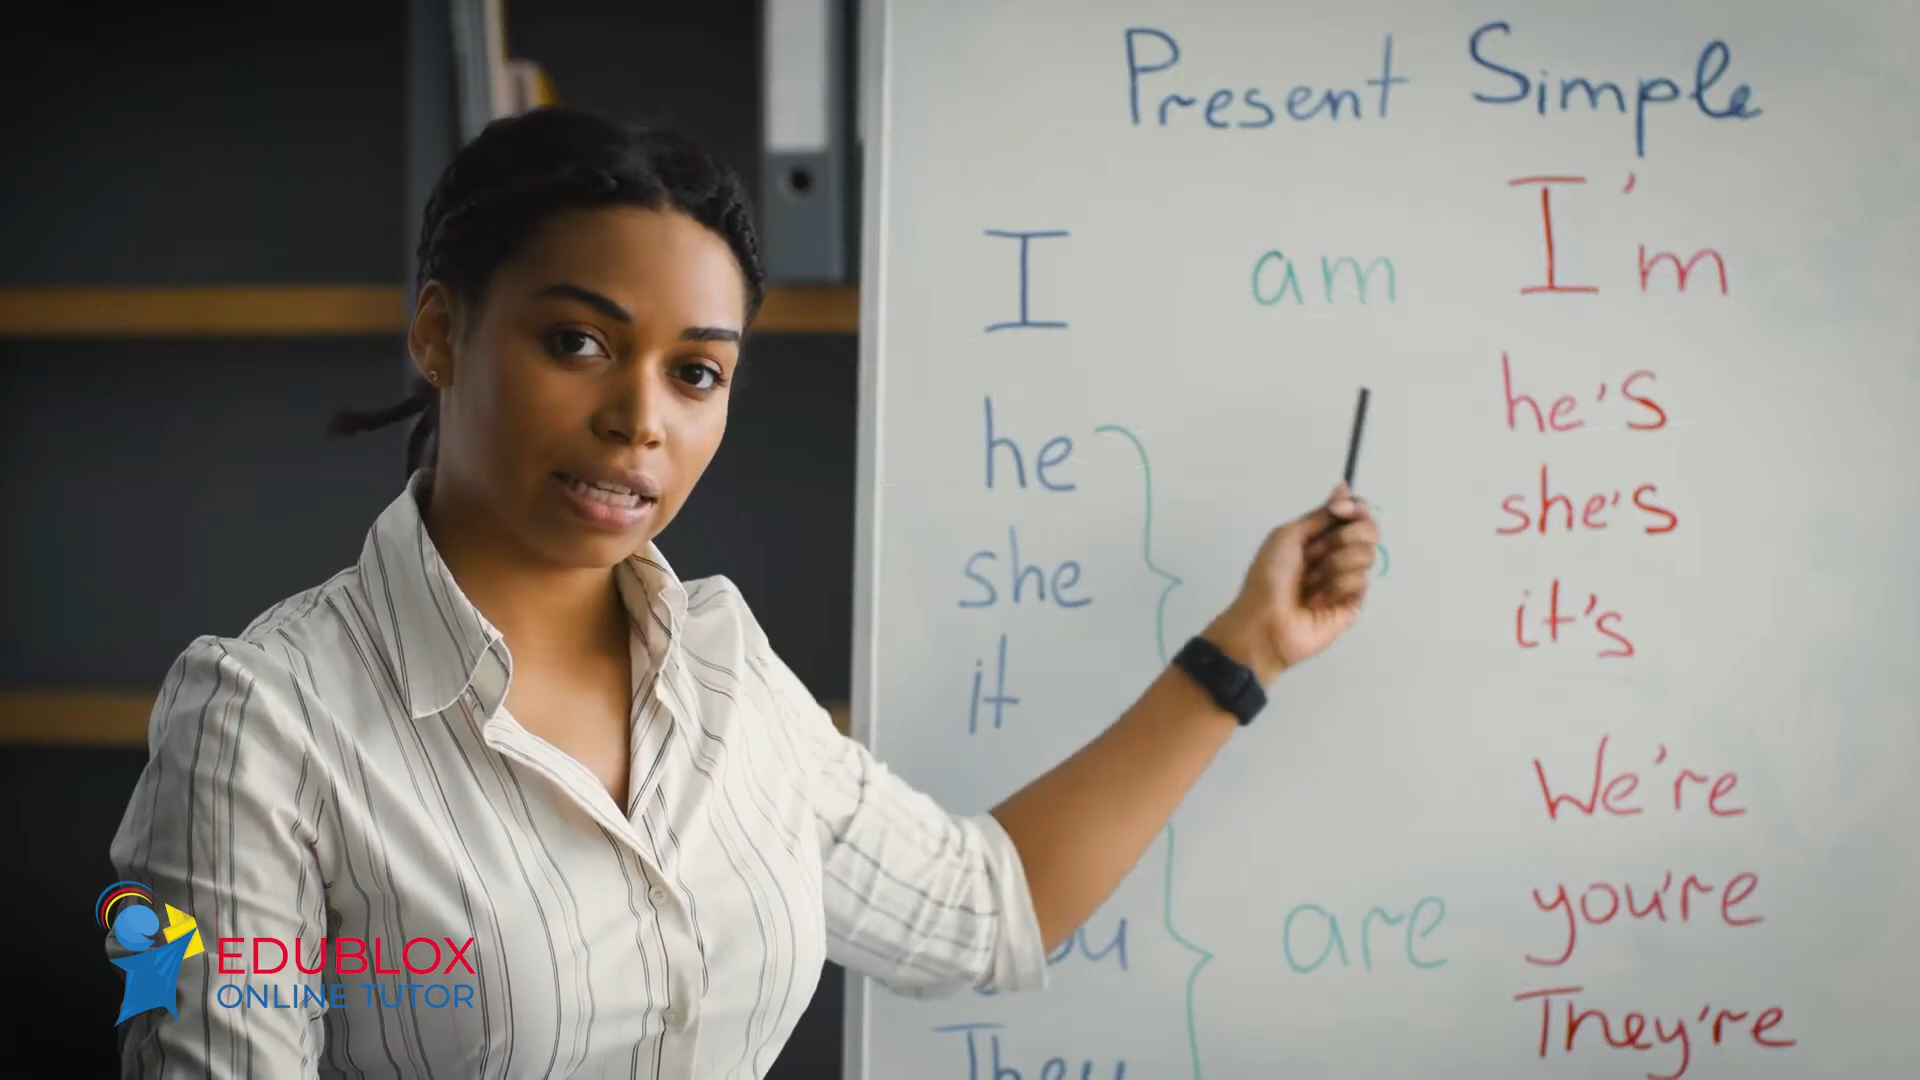 Present Simple
I am I'm
he he's
she she's
it it's
We're
are you're
They They're
EDUBLOX
ONLINE TUTOR